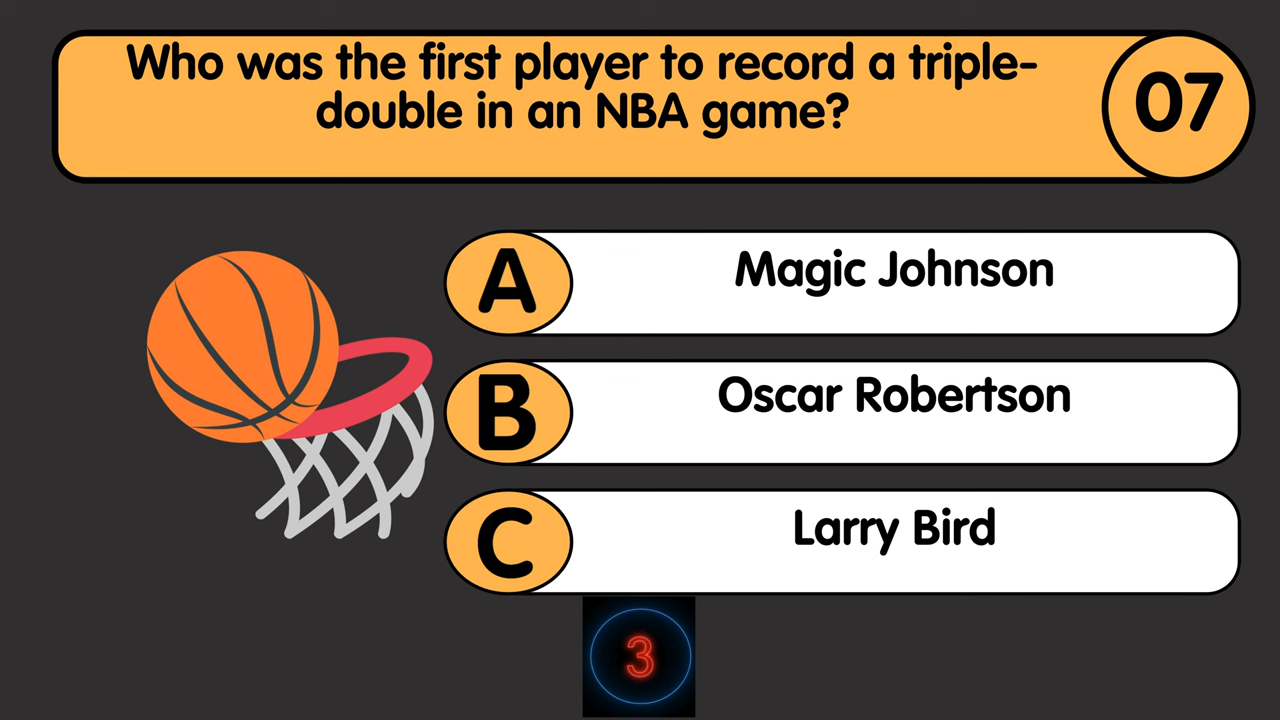 Who was the first player to record a triple-
double in an NBA game?
07
A
Magic Johnson
B
Oscar Robertson
C
Larry Bird
3